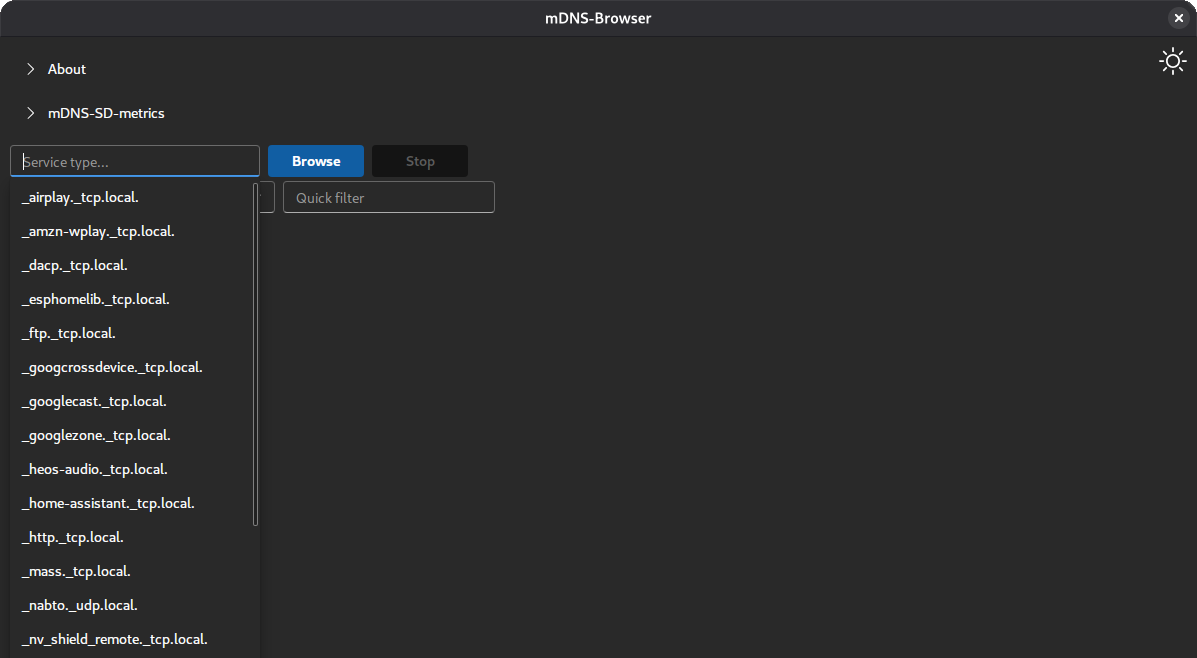 mDNS-Browser
About
mDNS-SD-metrics
Service type...
Browse
Stop
Quick filter
_airplay._tcp.local.
_amzn-wplay._tcp.local.
_dacp._tcp.local.
_esphomelib._tcp.local.
_ftp._tcp.local.
_googcrossdevice._tcp.local.
_googlecast._tcp.local.
_googlezone._tcp.local.
_heos-audio._tcp.local.
_home-assistant._tcp.local.
_http._tcp.local.
_mass._tcp.local.
_nabto._udp.local.
_nv_shield_remote._tcp.local.